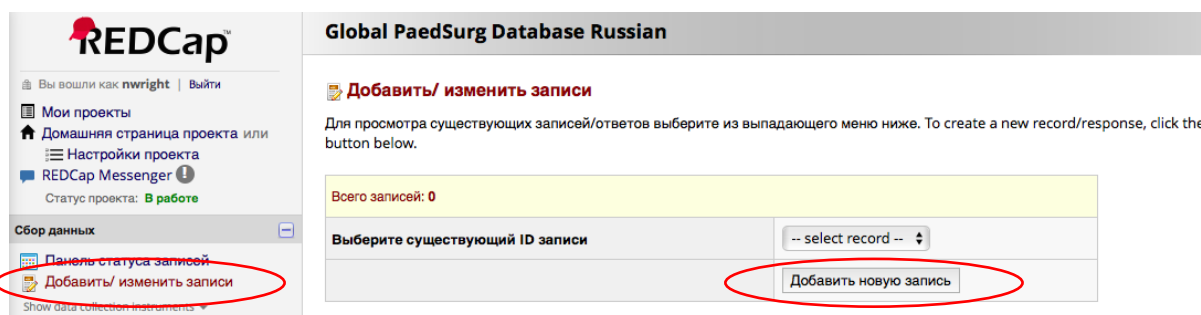 REDCap
Вы вошли как nwright | Выйти
Мои проекты
Домашняя страница проекта или
Настройки проекта
REDCap Messenger
Статус проекта: В работе
Сбор данных
Панель статуса записей
Добавить/ изменить записи
Show data collection instruments
Global PaedSurg Database Russian
Добавить/ изменить записи
Для просмотра существующих записей/ответов выберите из выпадающего меню ниже. To create a new record/response, click the
button below.
Всего записей: 0
Выберите существующий ID записи
-- select record --
Добавить новую запись